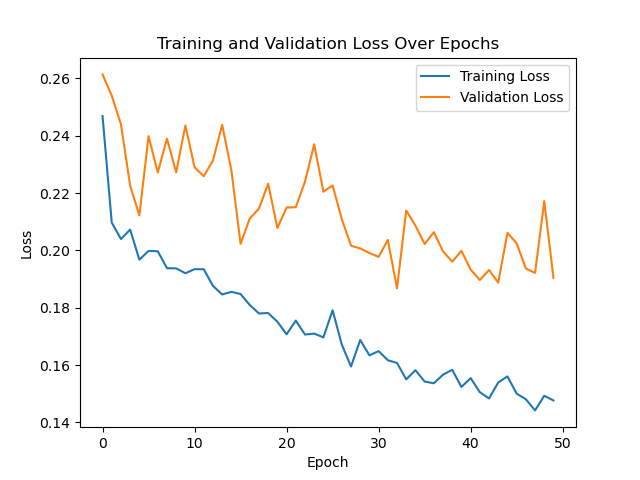 Training and Validation Loss Over Epochs
Training Loss
Validation Loss
0.26
0.24
0.22
0.20
0.18
0.16
0.14
Loss
0
10
20
30
40
50
Epoch